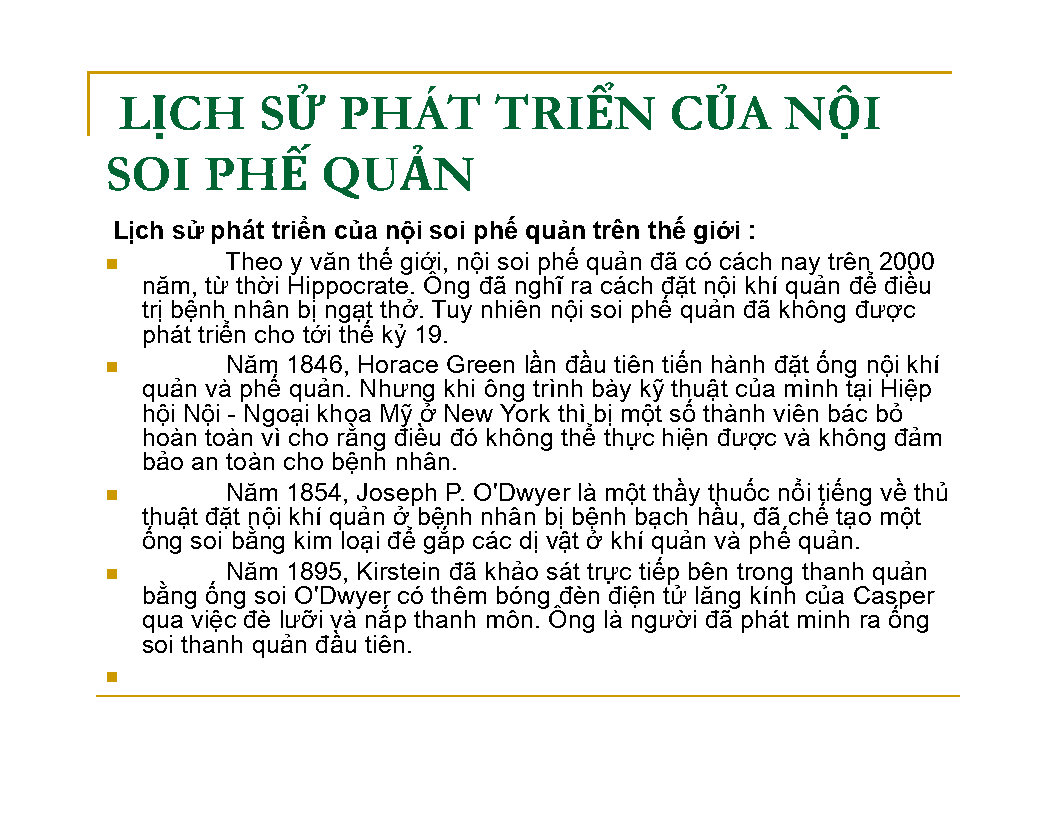 LỊCH SỬ PHÁT TRIỂN CỦA NỘI
SOI PHẾ QUẢN
Lịch sử phát triển của nội soi phế quản trên thế giới :
Theo y văn thế giới, nội soi phế quản đã có cách nay trên 2000
năm, từ thời Hippocrate. Ông đã nghĩ ra cách đặt nội khí quản để điều
trị bệnh nhân bị ngạt thở. Tuy nhiên nội soi phế quản đã không được
phát triển cho tới thế kỷ 19.
Năm 1846, Horace Green lần đầu tiên tiến hành đặt ống nội khí
quản và phế quản. Nhưng khi ông trình bày kỹ thuật của mình tại Hiệp
hội Nội - Ngoại khoa Mỹ ở New York thì bị một số thành viên bác bỏ
hoàn toàn vì cho rằng điều đó không thể thực hiện được và không đảm
bảo an toàn cho bệnh nhân.
Năm 1854, Joseph P. O'Dwyer là một thầy thuốc nổi tiếng về thủ
thuật đặt nội khí quản ở bệnh nhân bị bệnh bạch hầu, đã chế tạo một
ống soi bằng kim loại để gắp các dị vật ở khí quản và phế quản.
Năm 1895, Kirstein đã khảo sát trực tiếp bên trong thanh quản
bằng ống soi O'Dwyer có thêm bóng đèn điện từ lăng kính của Casper
qua việc đè lưỡi và nắp thanh môn. Ông là người đã phát minh ra ống
soi thanh quản đầu tiên.